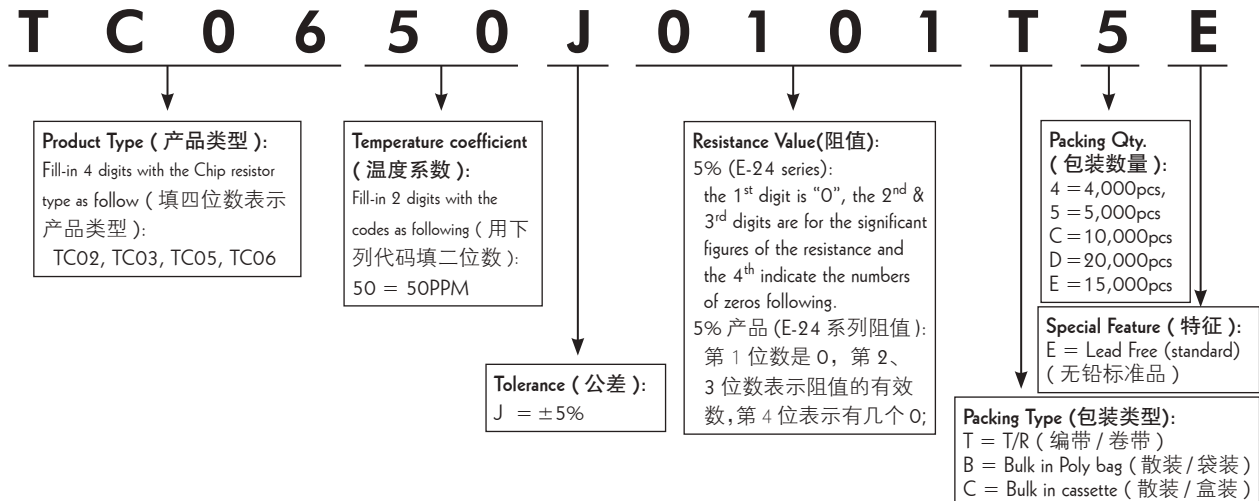 T C 0 6 5 0 J 0 1 0 1 T 5 E
Product Type ( 产品类型 ):
Fill-in 4 digits with the Chip resistor
type as follow ( 填四位数表示
产品类型 ):
TC02, TC03, TC05, TC06
Temperature coefficient
( 温度系数 ):
Fill-in 2 digits with the
codes as following ( 用下
列代码填二位数 ):
50 = 50PPM
Tolerance ( 公差 ):
J = ±5%
Resistance Value(阻值):
5% (E-24 series):
the 1st digit is “0”, the 2nd &
3rd digits are for the significant
figures of the resistance and
the 4th indicate the numbers
of zeros following.
5% 产品 (E-24 系列阻值 ):
第 1 位数是 0，第 2、
3 位数表示阻值的有效
数,第 4 位表示有几个 0;
Packing Qty.
( 包装数量 ):
4 = 4,000pcs,
5 = 5,000pcs
C = 10,000pcs
D = 20,000pcs
E = 15,000pcs
Special Feature ( 特征 ):
E = Lead Free (standard)
( 无铅标准品 )
Packing Type (包装类型):
T = T/R ( 编带 / 卷带 )
B = Bulk in Poly bag ( 散装 / 袋装 )
C = Bulk in cassette ( 散装 / 盒装 )